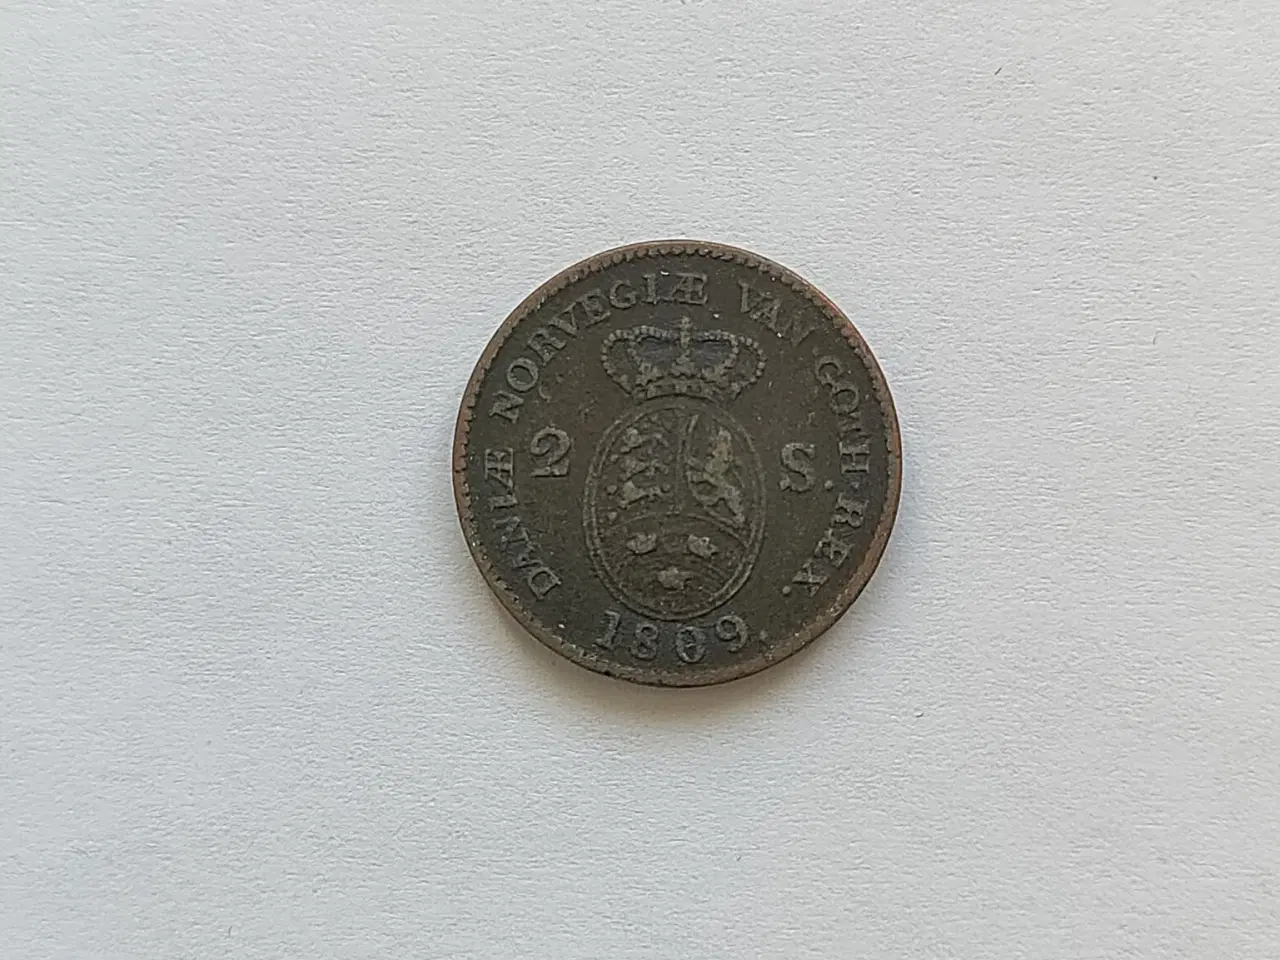 DANIÆ NORVEGIÆ VAN·GOTH·REX.
2 S.
1809.